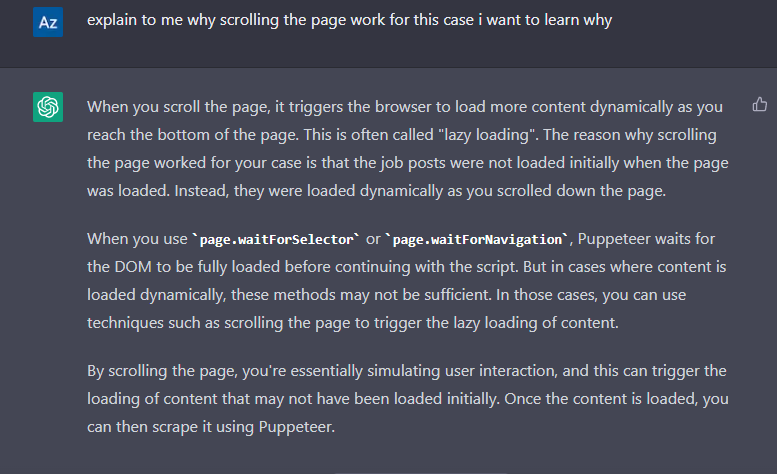 Az
explain to me why scrolling the page work for this case i want to learn why
When you scroll the page, it triggers the browser to load more content dynamically as you
reach the bottom of the page. This is often called "lazy loading". The reason why scrolling
the page worked for your case is that the job posts were not loaded initially when the page
was loaded. Instead, they were loaded dynamically as you scrolled down the page.
When you use `page.waitForSelector` or `page.waitForNavigation`, Puppeteer waits for
the DOM to be fully loaded before continuing with the script. But in cases where content is
loaded dynamically, these methods may not be sufficient. In those cases, you can use
techniques such as scrolling the page to trigger the lazy loading of content.
By scrolling the page, you're essentially simulating user interaction, and this can trigger the
loading of content that may not have been loaded initially. Once the content is loaded, you
can then scrape it using Puppeteer.